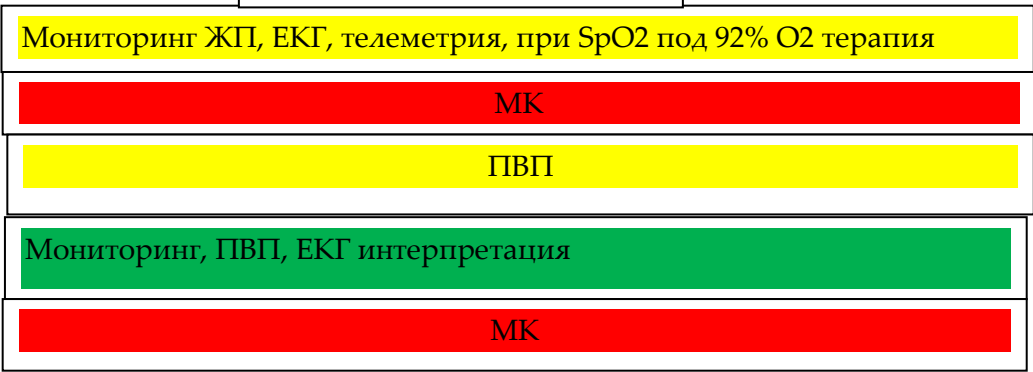 Мониторинг ЖП, ЕКГ, телеметрия, при SpO2 под 92% O2 терапия
МК
ПВП
Мониторинг, ПВП, ЕКГ интерпретация
МК